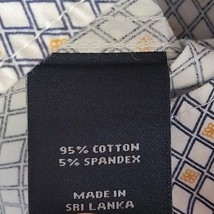 95% COTTON
5% SPANDEX
MADE IN
SRI LANKA